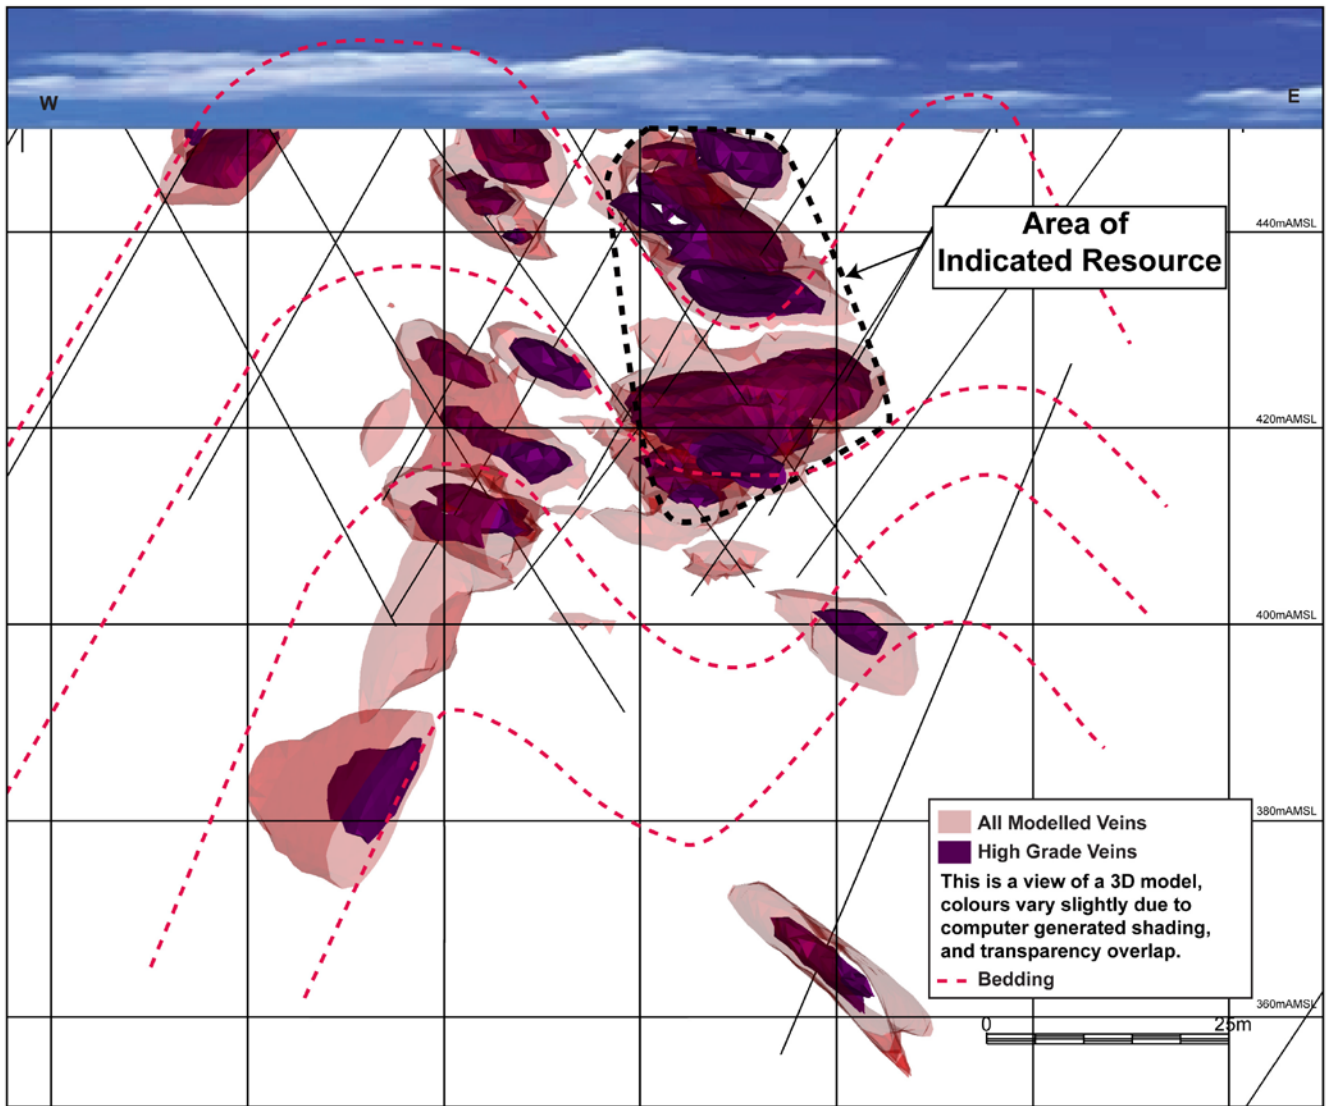 W
E
Area of
Indicated Resource
440mAMSL
420mAMSL
400mAMSL
380mAMSL
All Modelled Veins
High Grade Veins
This is a view of a 3D model,
colours vary slightly due to
computer generated shading,
and transparency overlap.
Bedding
360mAMSL
0
25m